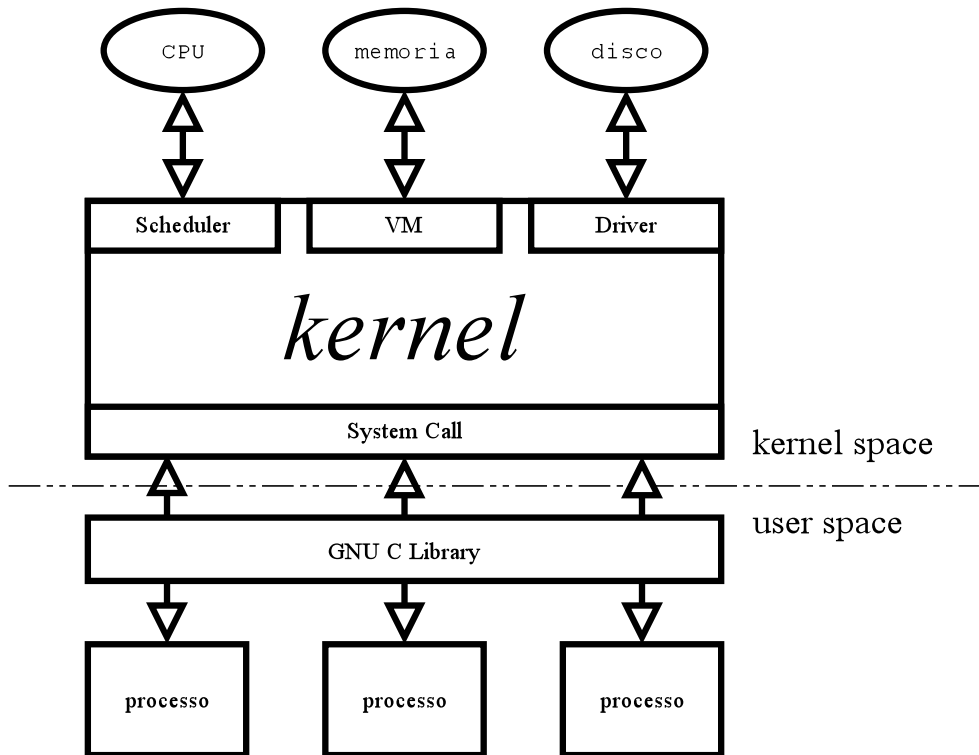 CPU
memoria
disco
Scheduler
VM
Driver
kernel
System Call
kernel space
user space
GNU C Library
processo
processo
processo